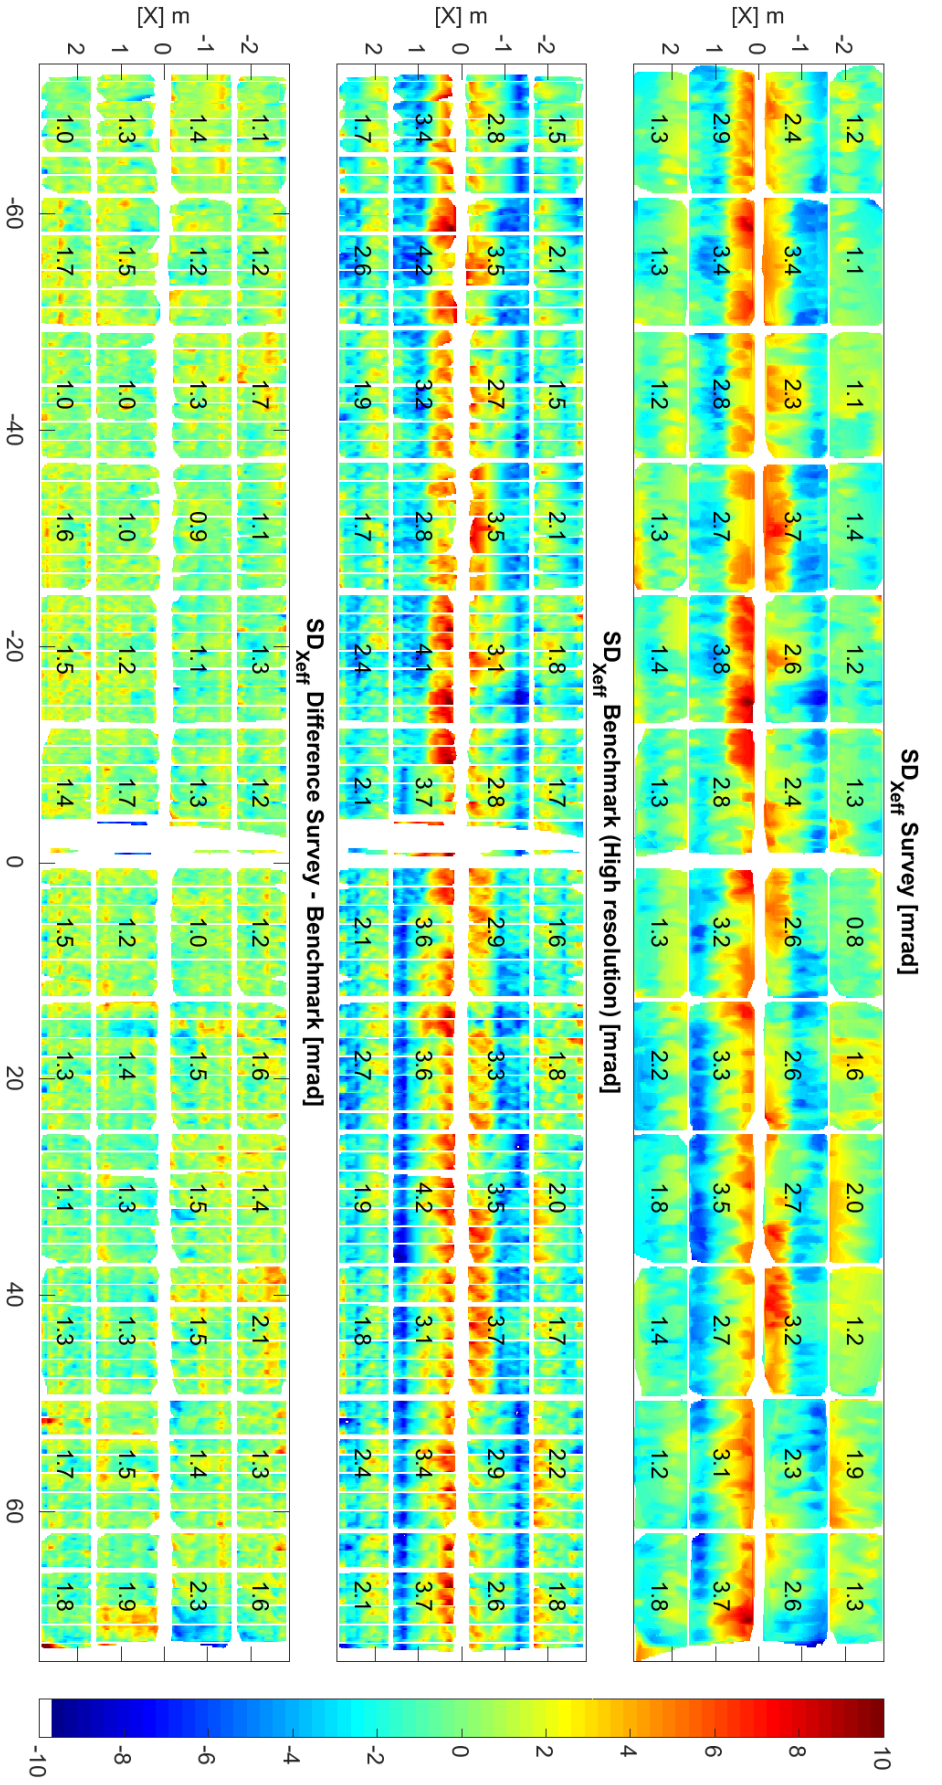 SD_Xeff Survey [mrad]
-2
1.2 1.1 1.1 1.4 1.2 1.3 0.8 1.6 2.0 1.2 1.9 1.3
-1
2.4 3.4 2.3 3.7 2.6 2.4 2.6 2.6 2.7 3.2 2.3 2.6
[X] m
0
2.9 3.4 2.8 2.7 3.8 2.8 3.2 3.3 3.5 2.7 3.1 3.7
1
1.3 1.3 1.2 1.3 1.4 1.3 1.3 2.2 1.8 1.4 1.2 1.8
2
SD_Xeff Benchmark (High resolution) [mrad]
-2
1.5 2.1 1.5 2.1 1.8 1.7 1.6 1.8 2.0 1.7 2.2 1.8
-1
2.8 3.5 2.7 3.5 3.1 2.8 2.9 3.3 3.5 3.7 2.9 2.6
[X] m
0
3.4 4.2 3.2 2.8 4.1 3.7 3.6 3.6 4.2 3.1 3.4 3.7
1
1.7 2.6 1.9 1.7 2.4 2.1 2.1 2.7 1.9 1.8 2.4 2.1
2
SD_Xeff Difference Survey - Benchmark [mrad]
-2
1.1 1.2 1.7 1.1 1.3 1.2 1.2 1.6 1.4 2.1 1.3 1.6
-1
1.4 1.2 1.3 0.9 1.1 1.3 1.0 1.5 1.5 1.5 1.4 2.3
[X] m
0
1.3 1.5 1.0 1.0 1.2 1.7 1.2 1.4 1.3 1.3 1.5 1.9
1
1.0 1.7 1.0 1.6 1.5 1.4 1.5 1.3 1.1 1.3 1.7 1.8
2
-60 -40 -20 0 20 40 60
10
8
6
4
2
0
-2
-4
-6
-8
-10